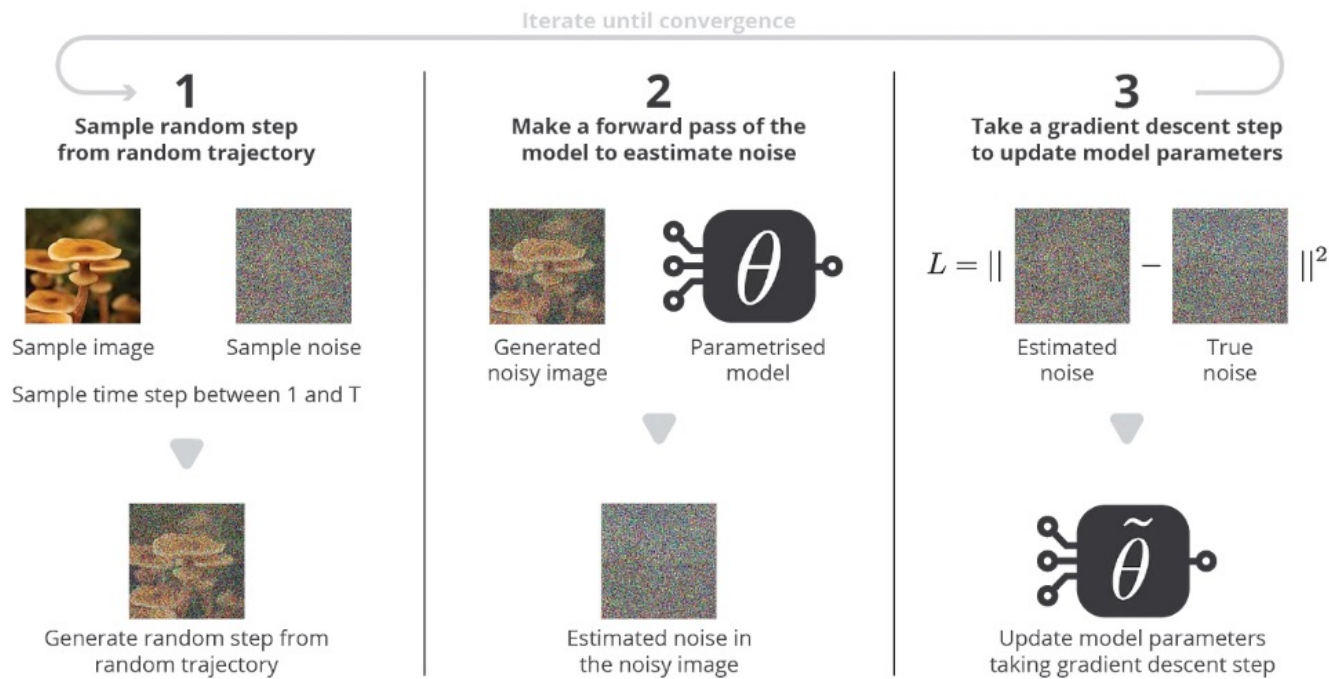 Iterate until convergence
1
Sample random step
from random trajectory
Sample image
Sample noise
Sample time step between 1 and T
Generate random step from
random trajectory
2
Make a forward pass of the
model to eastimate noise
Generated
noisy image
θ
Parametrised
model
Estimated noise in
the noisy image
3
Take a gradient descent step
to update model parameters
L = || − ||²
Estimated
noise
True
noise
θ̃
Update model parameters
taking gradient descent step